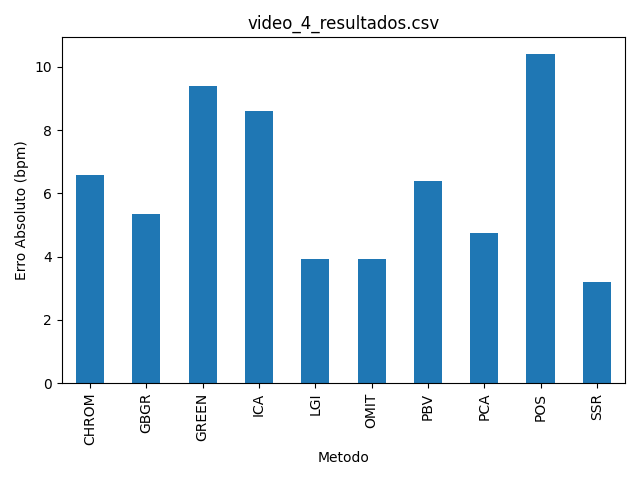 video_4_resultados.csv
Erro Absoluto (bpm)
10
8
6
4
2
0
CHROM
GBGR
GREEN
ICA
LGI
OMIT
PBV
PCA
POS
SSR
Metodo